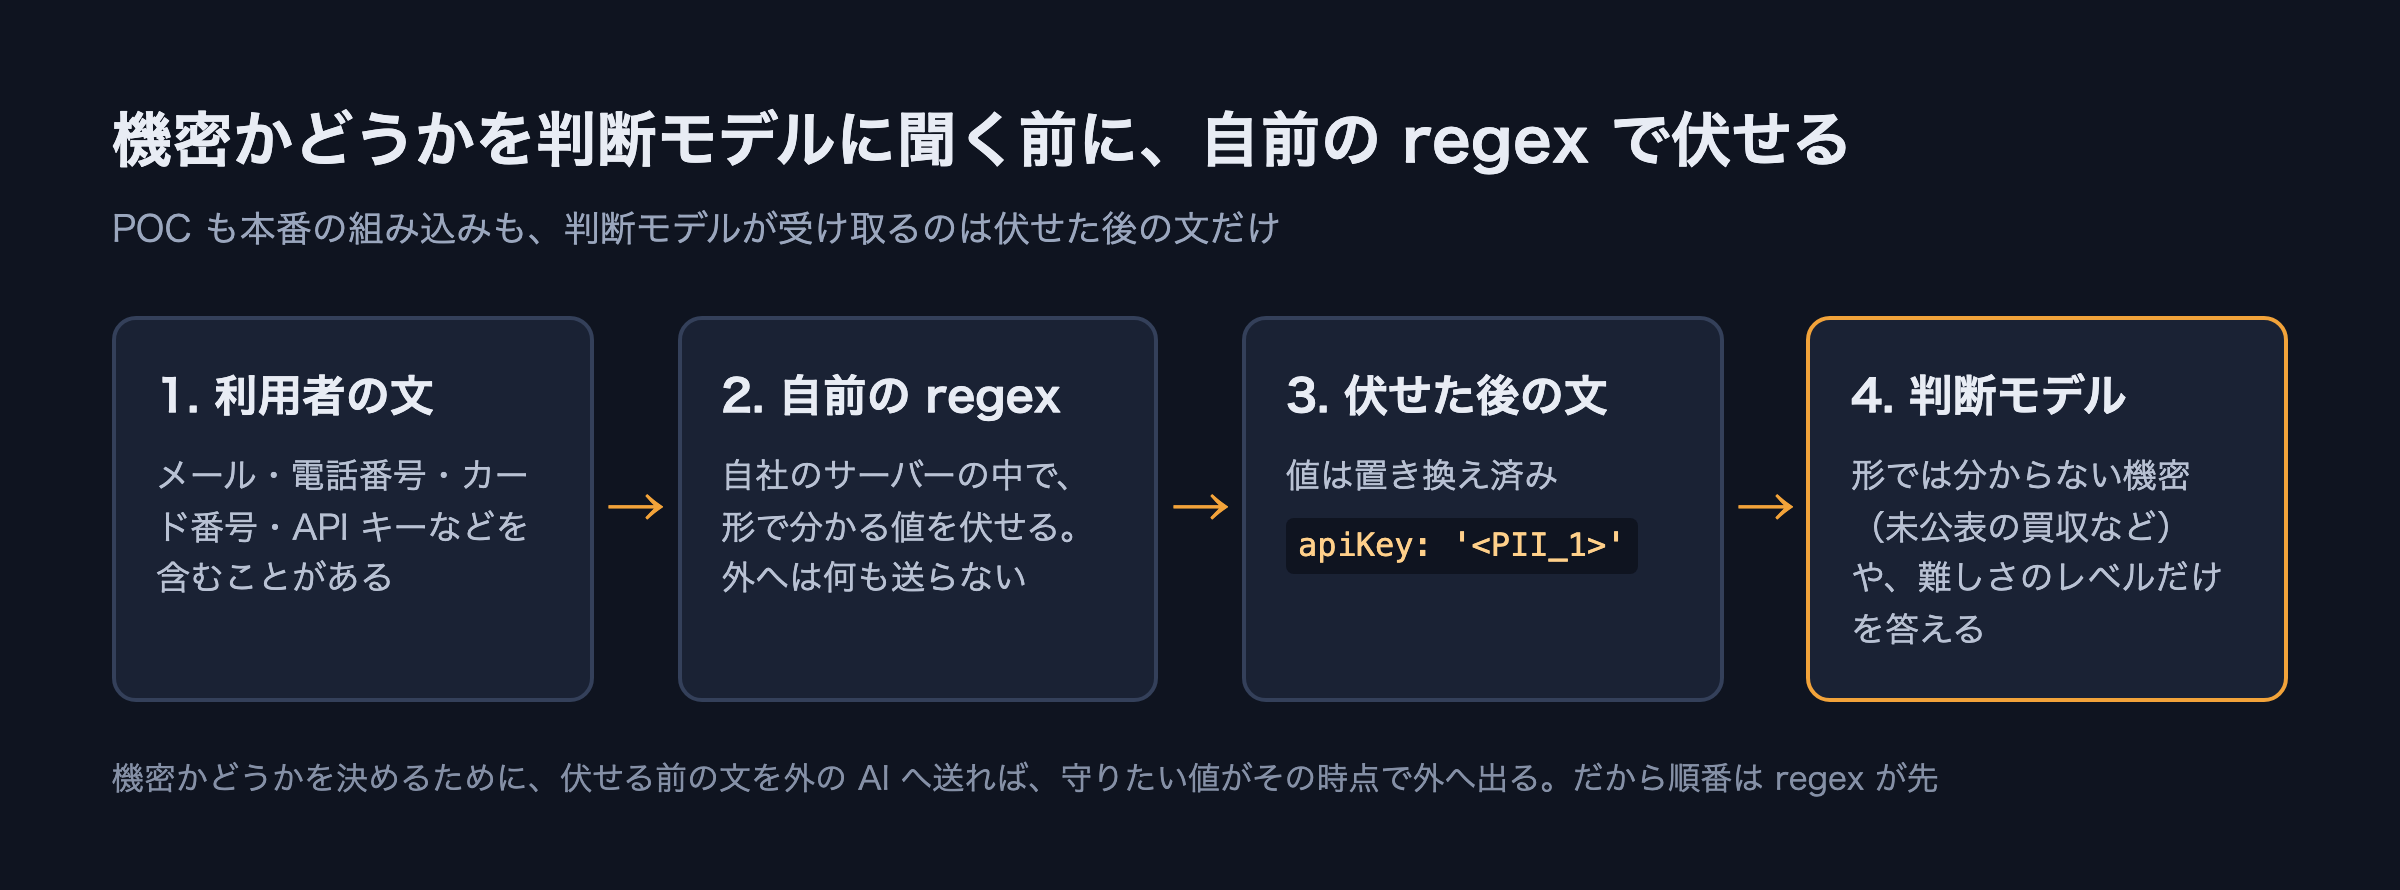 機密かどうかを判断モデルに聞く前に、自前の regex で伏せる
POC も本番の組み込みも、判断モデルが受け取るのは伏せた後の文だけ
1. 利用者の文
メール・電話番号・カー
ド番号・API キーなどを
含むことがある
→
2. 自前の regex
自社のサーバーの中で、
形で分かる値を伏せる。
外へは何も送らない
→
3. 伏せた後の文
値は置き換え済み
apiKey: '<PII_1>'
→
4. 判断モデル
形では分からない機密
（未公表の買収など）
や、難しさのレベルだけ
を答える
機密かどうかを決めるために、伏せる前の文を外の AI へ送れば、守りたい値がその時点で外へ出る。だから順番は regex が先